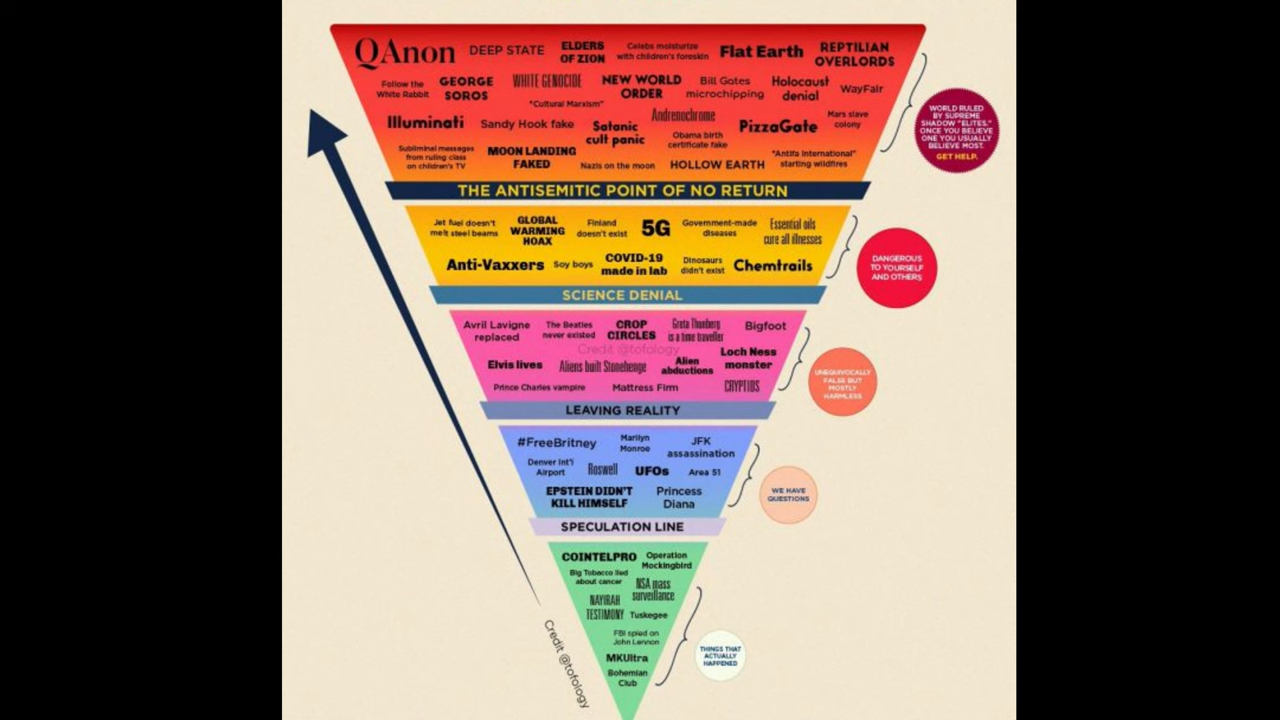 QAnon
DEEP STATE
ELDERS
OF ZION
Celebs moisturize
with children's foreskin
Flat Earth
REPTILIAN
OVERLORDS
Follow the
White Rabbit
GEORGE
SOROS
WHITE GENOCIDE
NEW WORLD
ORDER
Bill Gates
microchipping
Holocaust
denial
WayFair
"Cultural Marxism"
Illuminati
Sandy Hook fake
Satanic
cult panic
Andrenochrome
Obama birth
certificate fake
PizzaGate
Mars slave
colony
Subliminal messages
from ruling class
on children's TV
MOON LANDING
FAKED
Nazis on the moon
HOLLOW EARTH
"Antifa International"
starting wildfires
WORLD RULED
BY SUPREME
SHADOW "ELITES."
ONCE YOU BELIEVE
ONE YOU USUALLY
BELIEVE MOST.
GET HELP.
THE ANTISEMITIC POINT OF NO RETURN
Jet fuel doesn't
melt steel beams
GLOBAL
WARMING
HOAX
Finland
doesn't exist
5G
Government-made
diseases
Essential oils
cure all illnesses
Anti-Vaxxers
Soy boys
COVID-19
made in lab
Dinosaurs
didn't exist
Chemtrails
DANGEROUS
TO YOURSELF
AND OTHERS
SCIENCE DENIAL
Avril Lavigne
replaced
The Beatles
never existed
CROP
CIRCLES
Greta Thunberg
is a time traveller
Bigfoot
Credit @tofology
Elvis lives
Aliens built Stonehenge
Alien
abductions
Loch Ness
monster
Prince Charles vampire
Mattress Firm
CRYPTIDS
UNEQUIVOCALLY
FALSE BUT
MOSTLY
HARMLESS
LEAVING REALITY
#FreeBritney
Marilyn
Monroe
JFK
assassination
Denver Int'l
Airport
Roswell
UFOs
Area 51
EPSTEIN DIDN'T
KILL HIMSELF
Princess
Diana
WE HAVE
QUESTIONS
SPECULATION LINE
COINTELPRO
Operation
Mockingbird
Big Tobacco lied
about cancer
NSA mass
surveillance
NAYIRAH
TESTIMONY
Tuskegee
FBI spied on
John Lennon
MKUltra
Bohemian
Club
THINGS THAT
ACTUALLY
HAPPENED
Credit @tofology